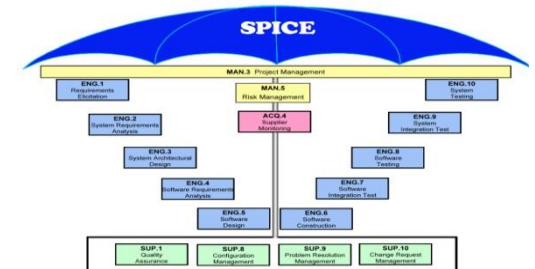 SPICE
MAN.3 Project Management
ENG.1
Requirements
Elicitation
MAN.5
Risk Management
ENG.10
System
Testing
ENG.2
System Requirements
Analysis
ACQ.4
Supplier
Monitoring
ENG.9
System
Integration Test
ENG.3
System Architectural
Design
ENG.8
Software
Testing
ENG.4
Software Requirements
Analysis
ENG.7
Software
Integration Test
ENG.5
Software
Design
ENG.6
Software
Construction
SUP.1
Quality
Assurance
SUP.8
Configuration
Management
SUP.9
Problem Resolution
Management
SUP.10
Change Request
Management